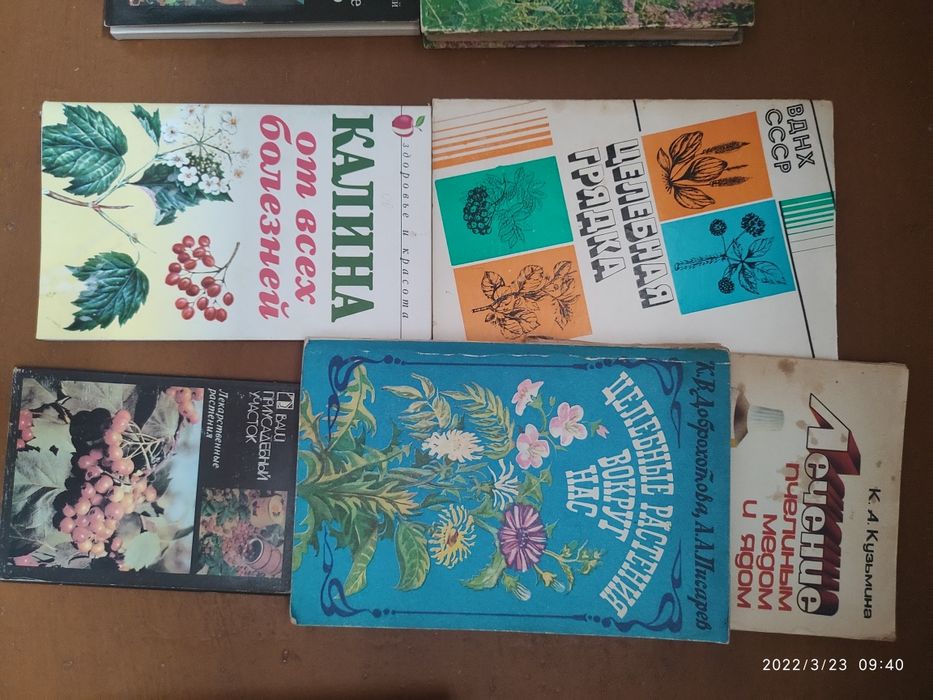 здоровье и красота
КАЛИНА
от всех
болезней
ВДНХ
СССР
ЦЕЛЕБНАЯ
ГРЯДКА
ВАШ
ПРИУСАДЕБНЫЙ
УЧАСТОК
Лекарственные
растения
К.В. Доброхотова, А.А. Писарев
ЦЕЛЕБНЫЕ РАСТЕНИЯ
ВОКРУГ
НАС
К. А. Кузьмина
Лечение
пчелиным
медом
и ядом
2022/3/23 09:40